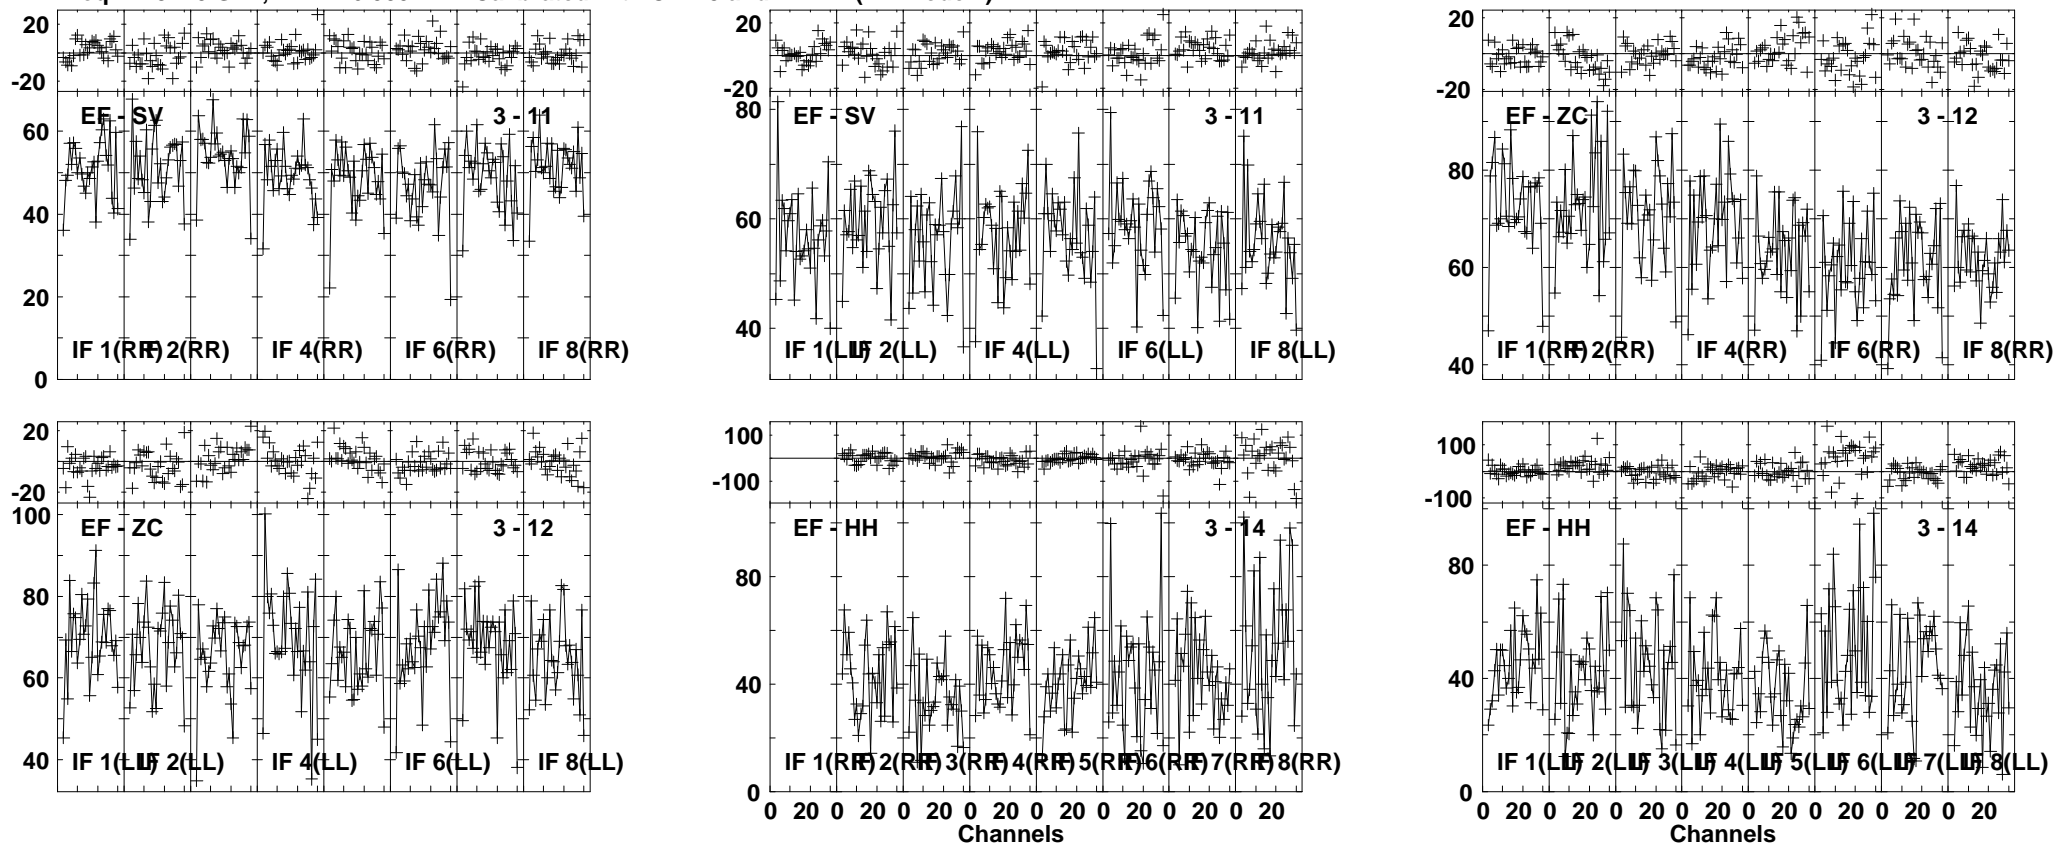 20
-20
EF - SV
3 - 11
60
40
20
0
IF 1(RR)
IF 2(RR)
IF 4(RR)
IF 6(RR)
IF 8(RR)
20
-20
80
EF - SV
3 - 11
60
40
IF 1(LL)
IF 2(LL)
IF 4(LL)
IF 6(LL)
IF 8(LL)
20
-20
EF - ZC
3 - 12
80
60
40
IF 1(RR)
IF 2(RR)
IF 4(RR)
IF 6(RR)
IF 8(RR)
20
-20
100
EF - ZC
3 - 12
80
60
40
IF 1(LL)
IF 2(LL)
IF 4(LL)
IF 6(LL)
IF 8(LL)
100
-100
EF - HH
3 - 14
80
40
0
IF 1(RR)
IF 2(RR)
IF 3(RR)
IF 4(RR)
IF 5(RR)
IF 6(RR)
IF 7(RR)
IF 8(RR)
0 20 0 20 0 20 0 20 0 20 0 20 0 20 0 20
Channels
100
-100
EF - HH
3 - 14
80
40
0
IF 1(LL)
IF 2(LL)
IF 3(LL)
IF 4(LL)
IF 5(LL)
IF 6(LL)
IF 7(LL)
IF 8(LL)
0 20 0 20 0 20 0 20 0 20 0 20 0 20 0 20
Channels